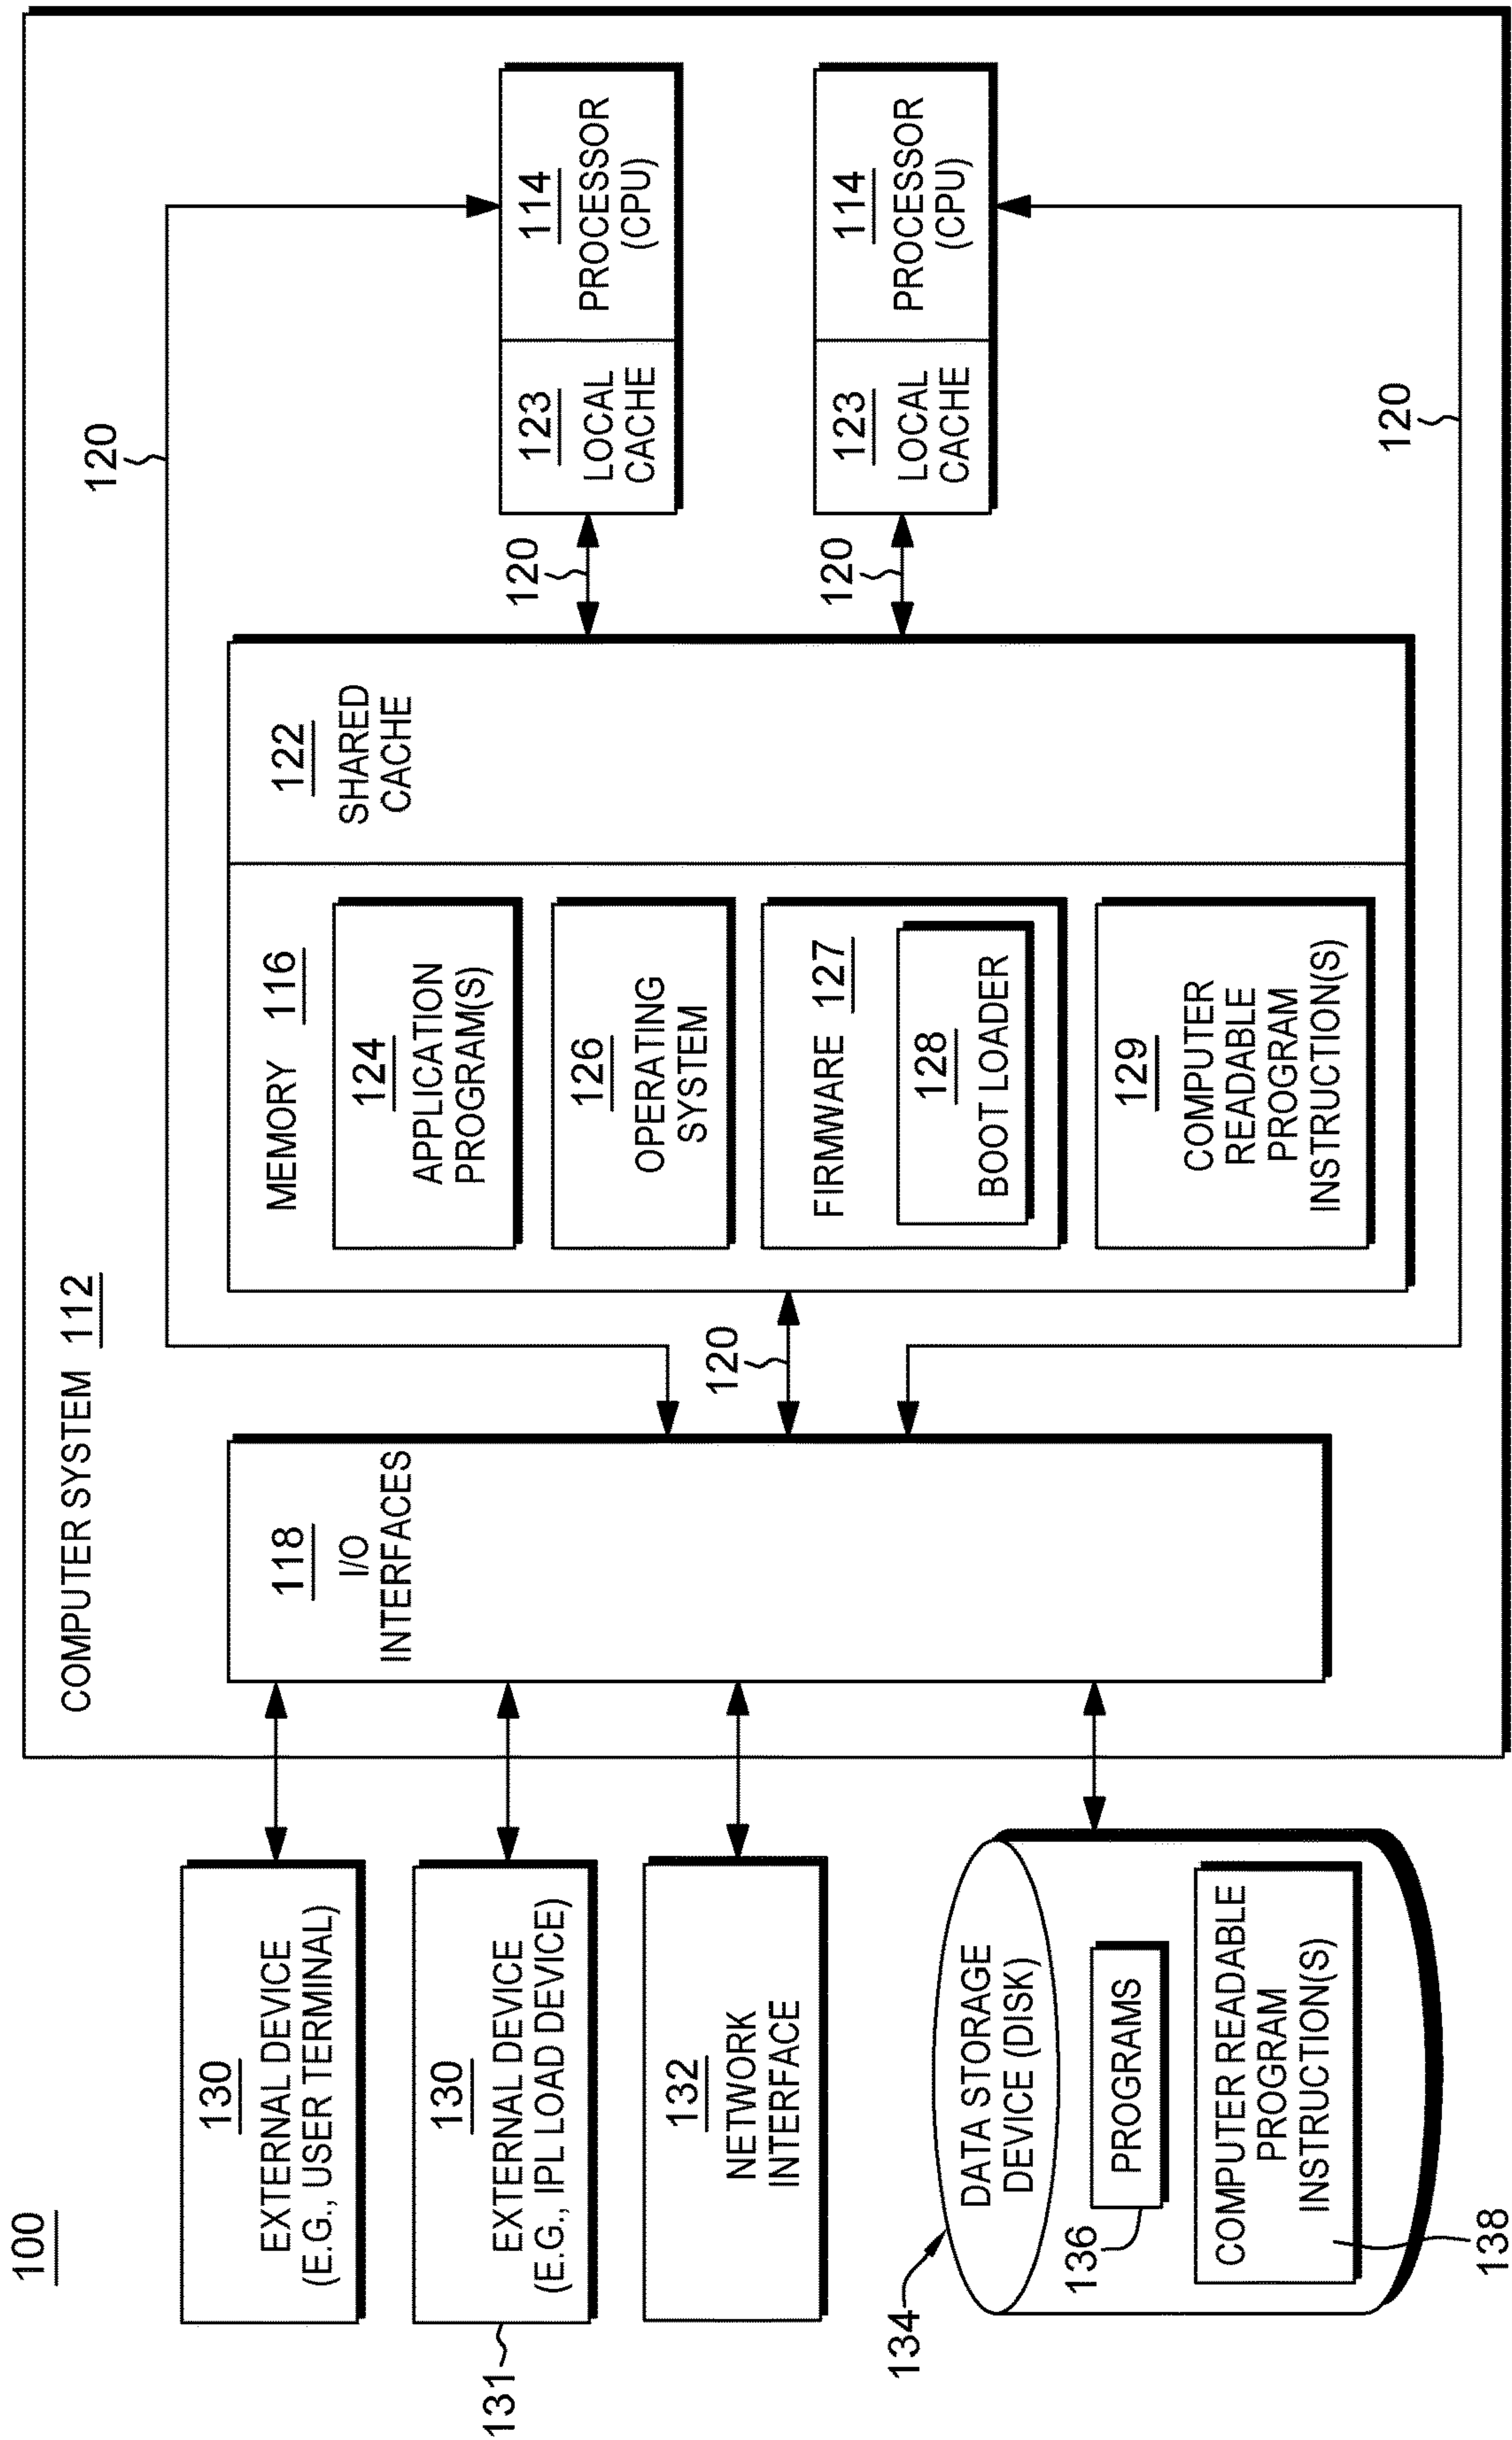 100
COMPUTER SYSTEM 112
120
130
EXTERNAL DEVICE
(E.G., USER TERMINAL)
131
130
EXTERNAL DEVICE
(E.G., IPL LOAD DEVICE)
132
NETWORK
INTERFACE
134
DATA STORAGE
DEVICE (DISK)
136
PROGRAMS
COMPUTER READABLE
PROGRAM
INSTRUCTION(S)
138
118
I/O
INTERFACES
120
MEMORY 116
124
APPLICATION
PROGRAM(S)
126
OPERATING
SYSTEM
FIRMWARE 127
128
BOOT LOADER
129
COMPUTER
READABLE
PROGRAM
INSTRUCTION(S)
122
SHARED
CACHE
120
120
123
LOCAL
CACHE
114
PROCESSOR
(CPU)
123
LOCAL
CACHE
114
PROCESSOR
(CPU)
120